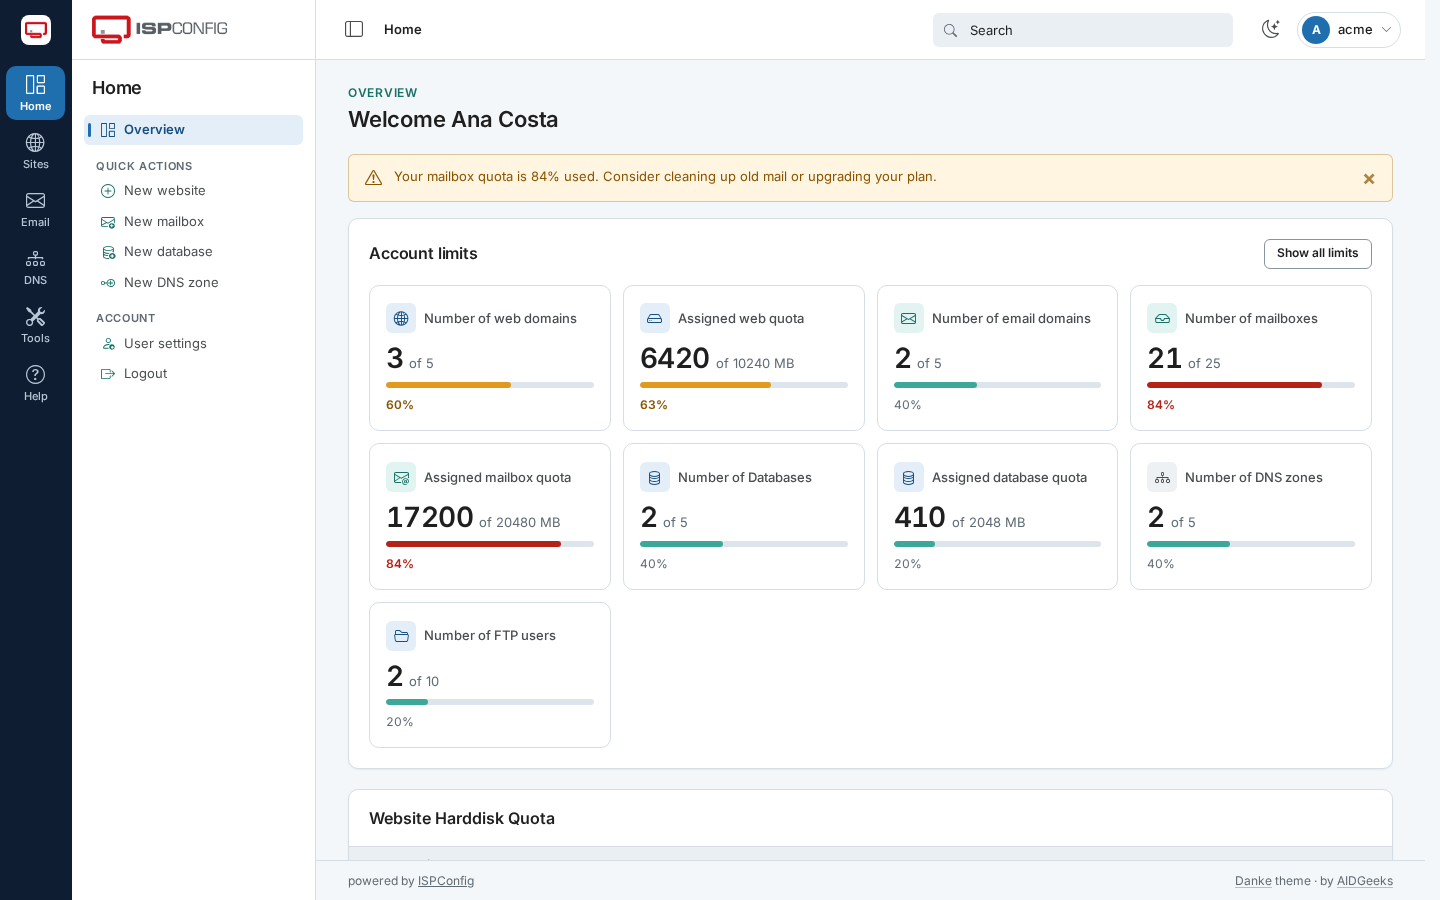 ISPCONFIG
Home
Search
A
acme
Home
Sites
Email
DNS
Tools
Help
Home
Overview
QUICK ACTIONS
New website
New mailbox
New database
New DNS zone
ACCOUNT
User settings
Logout
OVERVIEW
Welcome Ana Costa
Your mailbox quota is 84% used. Consider cleaning up old mail or upgrading your plan.
Account limits
Show all limits
Number of web domains
3 of 5
60%
Assigned web quota
6420 of 10240 MB
63%
Number of email domains
2 of 5
40%
Number of mailboxes
21 of 25
84%
Assigned mailbox quota
17200 of 20480 MB
84%
Number of Databases
2 of 5
40%
Assigned database quota
410 of 2048 MB
20%
Number of DNS zones
2 of 5
40%
Number of FTP users
2 of 10
20%
Website Harddisk Quota
powered by ISPConfig
Danke theme · by AIDGeeks